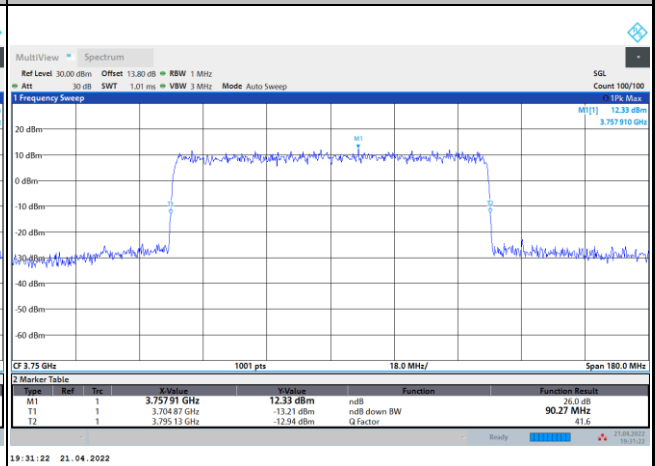 MultiView Spectrum
Ref Level 30.00 dBm Offset 13.80 dB RBW 1 MHz SGL
Att 30 dB SWT 1.01 ms VBW 3 MHz Mode Auto Sweep Count 100/100
1 Frequency Sweep 1Pk Max
M1[1] 12.33 dBm
3.757 910 GHz
M1
20 dBm
10 dBm
0 dBm
-10 dBm
T1 T2
-20 dBm
-30 dBm
-40 dBm
-50 dBm
-60 dBm
CF 3.75 GHz 1001 pts 18.0 MHz/ Span 180.0 MHz
2 Marker Table
Type Ref Trc X-Value Y-Value Function Function Result
M1 1 3.757 91 GHz 12.33 dBm ndB 26.0 dB
T1 1 3.704 87 GHz -13.21 dBm ndB down BW 90.27 MHz
T2 1 3.795 13 GHz -12.94 dBm Q Factor 41.6
Ready 21.04.2022
19:31:22
19:31:22 21.04.2022